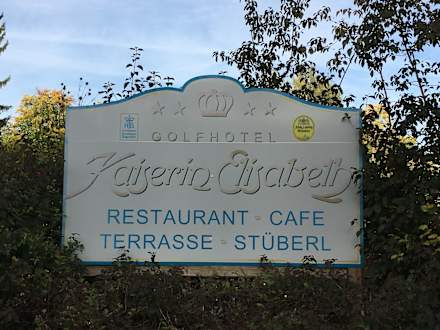 GOLFHOTEL
Kaiserin Elisabeth
RESTAURANT · CAFE
TERRASSE · STÜBERL